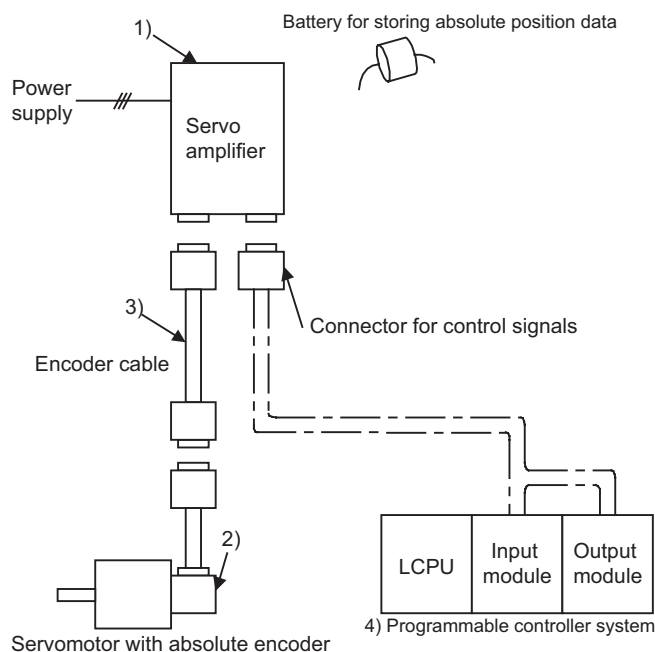 1)
Battery for storing absolute position data
Power
supply
Servo
amplifier
3)
Connector for control signals
Encoder cable
2)
LCPU
Input
module
Output
module
4) Programmable controller system
Servomotor with absolute encoder